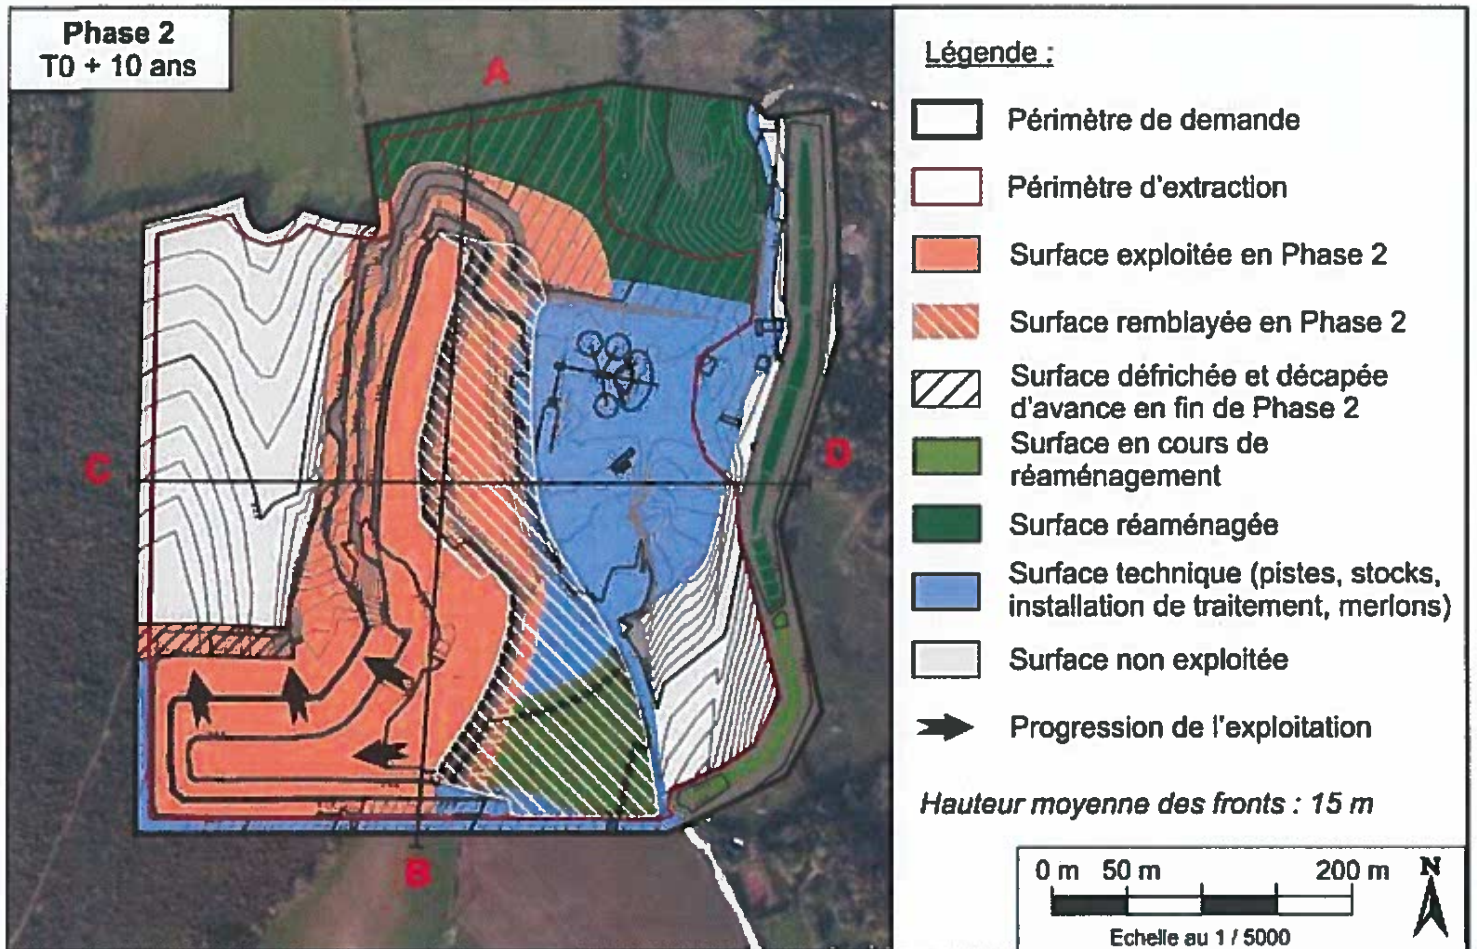 Phase 2
T0 + 10 ans
A
C
D
B
Légende :
Périmètre de demande
Périmètre d'extraction
Surface exploitée en Phase 2
Surface remblayée en Phase 2
Surface défrichée et décapée
d'avance en fin de Phase 2
Surface en cours de
réaménagement
Surface réaménagée
Surface technique (pistes, stocks,
installation de traitement, merlons)
Surface non exploitée
Progression de l'exploitation
Hauteur moyenne des fronts : 15 m
0 m 50 m 200 m
N
Echelle au 1 / 5000